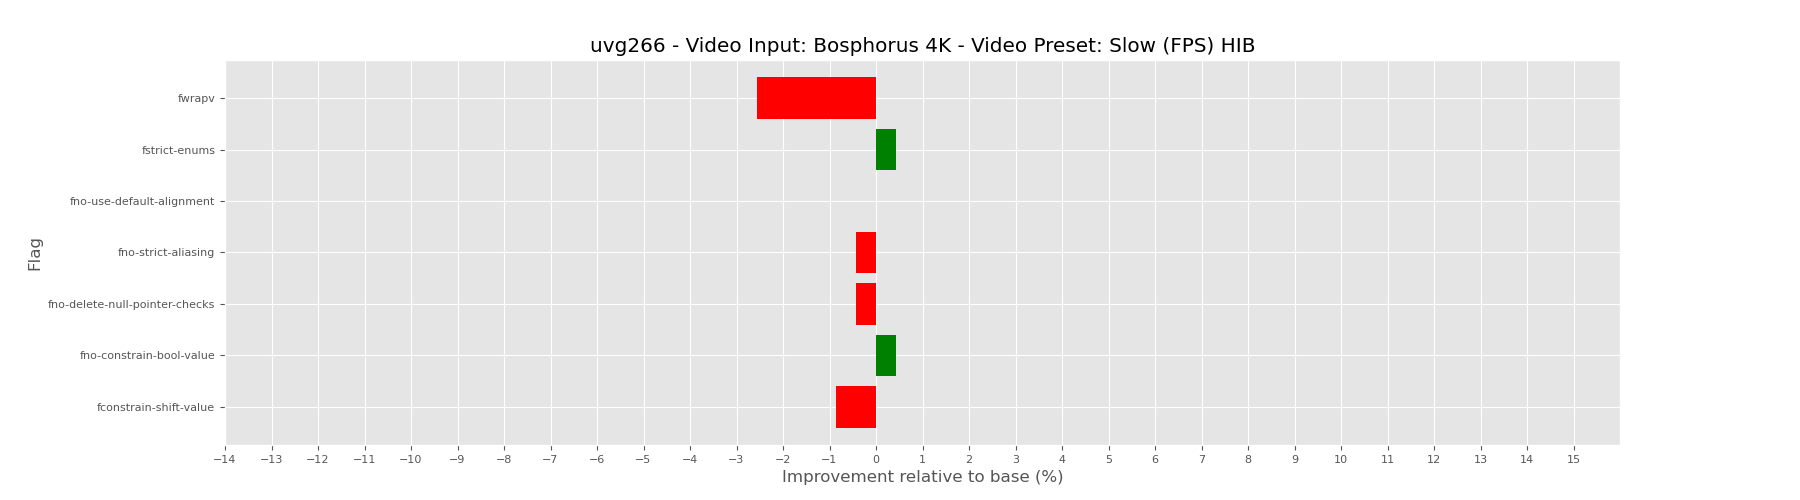 uvg266 - Video Input: Bosphorus 4K - Video Preset: Slow (FPS) HIB
Flag
fwrapv
fstrict-enums
fno-use-default-alignment
fno-strict-aliasing
fno-delete-null-pointer-checks
fno-constrain-bool-value
fconstrain-shift-value
−14 −13 −12 −11 −10 −9 −8 −7 −6 −5 −4 −3 −2 −1 0 1 2 3 4 5 6 7 8 9 10 11 12 13 14 15
Improvement relative to base (%)